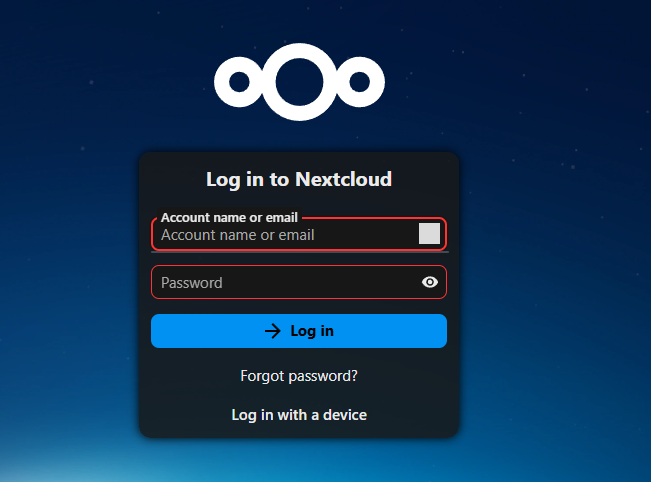 Log in to Nextcloud
Account name or email
Account name or email
Password
Log in
Forgot password?
Log in with a device